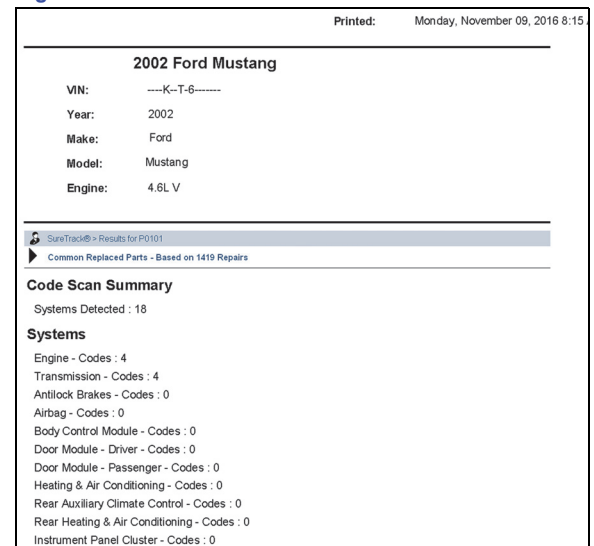 Printed: Monday, November 09, 2016 8:15
2002 Ford Mustang
VIN: ----K--T-6-------
Year: 2002
Make: Ford
Model: Mustang
Engine: 4.6L V
SureTrack® > Results for P0101
Common Replaced Parts - Based on 1419 Repairs
Code Scan Summary
Systems Detected : 18
Systems
Engine - Codes : 4
Transmission - Codes : 4
Antilock Brakes - Codes : 0
Airbag - Codes : 0
Body Control Module - Codes : 0
Door Module - Driver - Codes : 0
Door Module - Passenger - Codes : 0
Heating & Air Conditioning - Codes : 0
Rear Auxiliary Climate Control - Codes : 0
Rear Heating & Air Conditioning - Codes : 0
Instrument Panel Cluster - Codes : 0